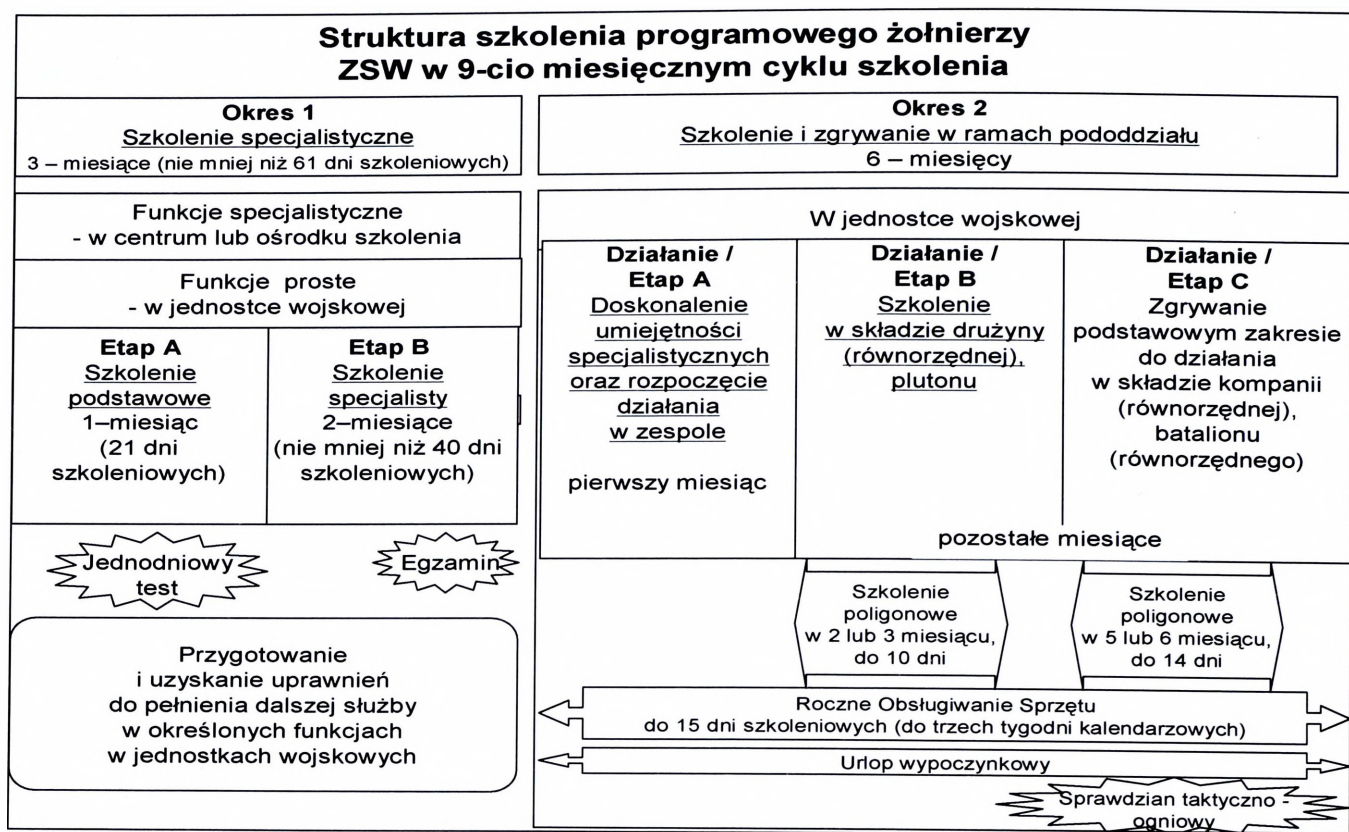 Struktura szkolenia programowego żołnierzy
ZSW w 9-cio miesięcznym cyklu szkolenia
Okres 1
Szkolenie specjalistyczne
3 – miesiące (nie mniej niż 61 dni szkoleniowych)
Funkcje specjalistyczne
- w centrum lub ośrodku szkolenia
Funkcje proste
- w jednostce wojskowej
Etap A
Szkolenie
podstawowe
1–miesiąc
(21 dni
szkoleniowych)
Etap B
Szkolenie
specjalisty
2–miesiące
(nie mniej niż 40 dni
szkoleniowych)
Jednodniowy
test
Egzamin
Przygotowanie
i uzyskanie uprawnień
do pełnienia dalszej służby
w określonych funkcjach
w jednostkach wojskowych
Okres 2
Szkolenie i zgrywanie w ramach pododdziału
6 – miesięcy
W jednostce wojskowej
Działanie /
Etap A
Doskonalenie
umiejętności
specjalistycznych
oraz rozpoczęcie
działania
w zespole
pierwszy miesiąc
Działanie /
Etap B
Szkolenie
w składzie drużyny
(równorzędnej),
plutonu
Działanie /
Etap C
Zgrywanie
podstawowym zakresie
do działania
w składzie kompanii
(równorzędnej),
batalionu
(równorzędnego)
pozostałe miesiące
Szkolenie
poligonowe
w 2 lub 3 miesiącu,
do 10 dni
Szkolenie
poligonowe
w 5 lub 6 miesiącu,
do 14 dni
Roczne Obsługiwanie Sprzętu
do 15 dni szkoleniowych (do trzech tygodni kalendarzowych)
Urlop wypoczynkowy
Sprawdzian taktyczno -
ogniowy